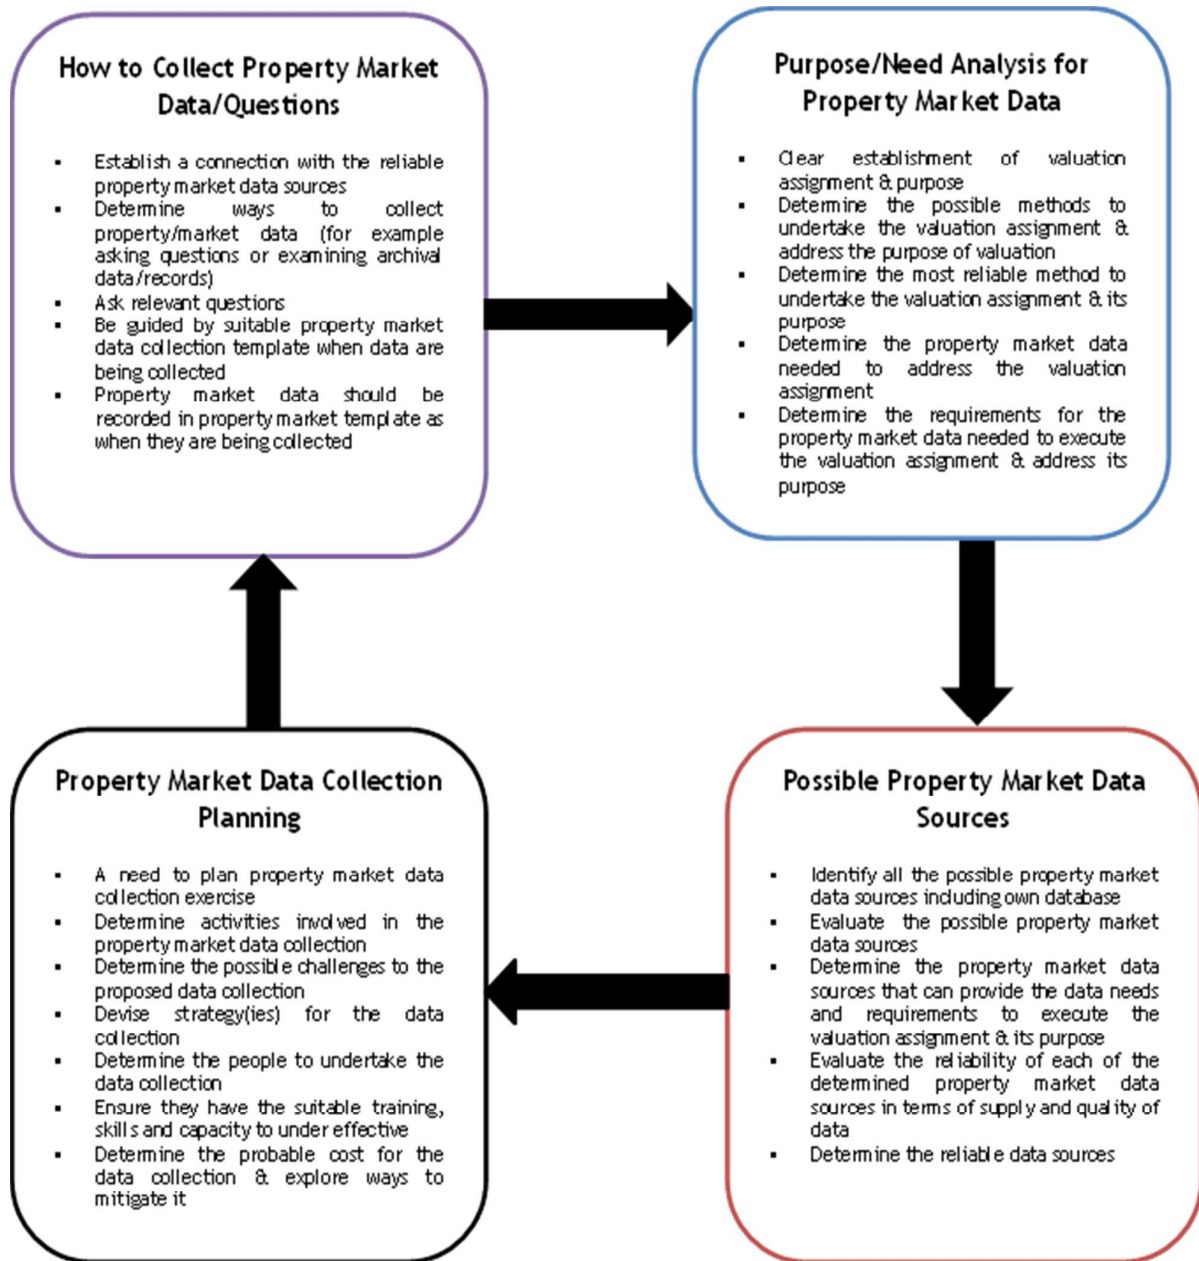 How to Collect Property Market
Data/Questions
▪ Establish a connection with the reliable
property market data sources
▪ Determine ways to collect
property/market data (for example
asking questions or examining archival
data/records)
▪ Ask relevant questions
▪ Be guided by suitable property market
data collection template when data are
being collected
▪ Property market data should be
recorded in property market template as
when they are being collected
Purpose/Need Analysis for
Property Market Data
▪ Clear establishment of valuation
assignment & purpose
▪ Determine the possible methods to
undertake the valuation assignment &
address the purpose of valuation
▪ Determine the most reliable method to
undertake the valuation assignment & its
purpose
▪ Determine the property market data
needed to address the valuation
assignment
▪ Determine the requirements for the
property market data needed to execute
the valuation assignment & address its
purpose
Property Market Data Collection
Planning
▪ A need to plan property market data
collection exercise
▪ Determine activities involved in the
property market data collection
▪ Determine the possible challenges to the
proposed data collection
▪ Devise strategy(ies) for the data
collection
▪ Determine the people to undertake the
data collection
▪ Ensure they have the suitable training,
skills and capacity to under effective
▪ Determine the probable cost for the
data collection & explore ways to
mitigate it
Possible Property Market Data
Sources
▪ Identify all the possible property market
data sources including own database
▪ Evaluate the possible property market
data sources
▪ Determine the property market data
sources that can provide the data needs
and requirements to execute the
valuation assignment & its purpose
▪ Evaluate the reliability of each of the
determined property market data
sources in terms of supply and quality of
data
▪ Determine the reliable data sources